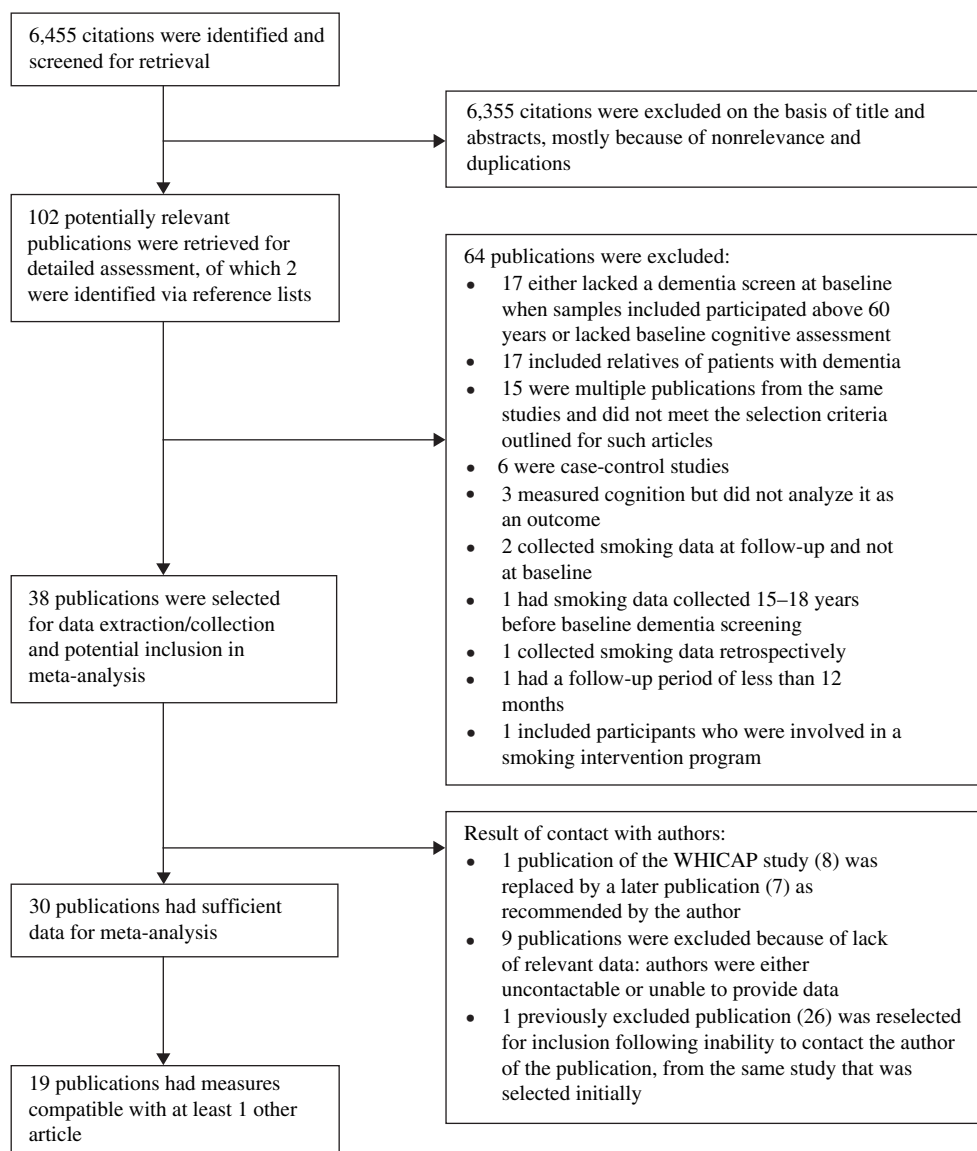 6,455 citations were identified and
screened for retrieval
6,355 citations were excluded on the basis of title and
abstracts, mostly because of nonrelevance and
duplications
102 potentially relevant
publications were retrieved for
detailed assessment, of which 2
were identified via reference lists
64 publications were excluded:
• 17 either lacked a dementia screen at baseline
when samples included participated above 60
years or lacked baseline cognitive assessment
• 17 included relatives of patients with dementia
• 15 were multiple publications from the same
studies and did not meet the selection criteria
outlined for such articles
• 6 were case-control studies
• 3 measured cognition but did not analyze it as
an outcome
• 2 collected smoking data at follow-up and not
at baseline
• 1 had smoking data collected 15–18 years
before baseline dementia screening
• 1 collected smoking data retrospectively
• 1 had a follow-up period of less than 12
months
• 1 included participants who were involved in a
smoking intervention program
38 publications were selected
for data extraction/collection
and potential inclusion in
meta-analysis
Result of contact with authors:
• 1 publication of the WHICAP study (8) was
replaced by a later publication (7) as
recommended by the author
• 9 publications were excluded because of lack
of relevant data: authors were either
uncontactable or unable to provide data
• 1 previously excluded publication (26) was reselected
for inclusion following inability to contact the author
of the publication, from the same study that was
selected initially
30 publications had sufficient
data for meta-analysis
19 publications had measures
compatible with at least 1 other
article